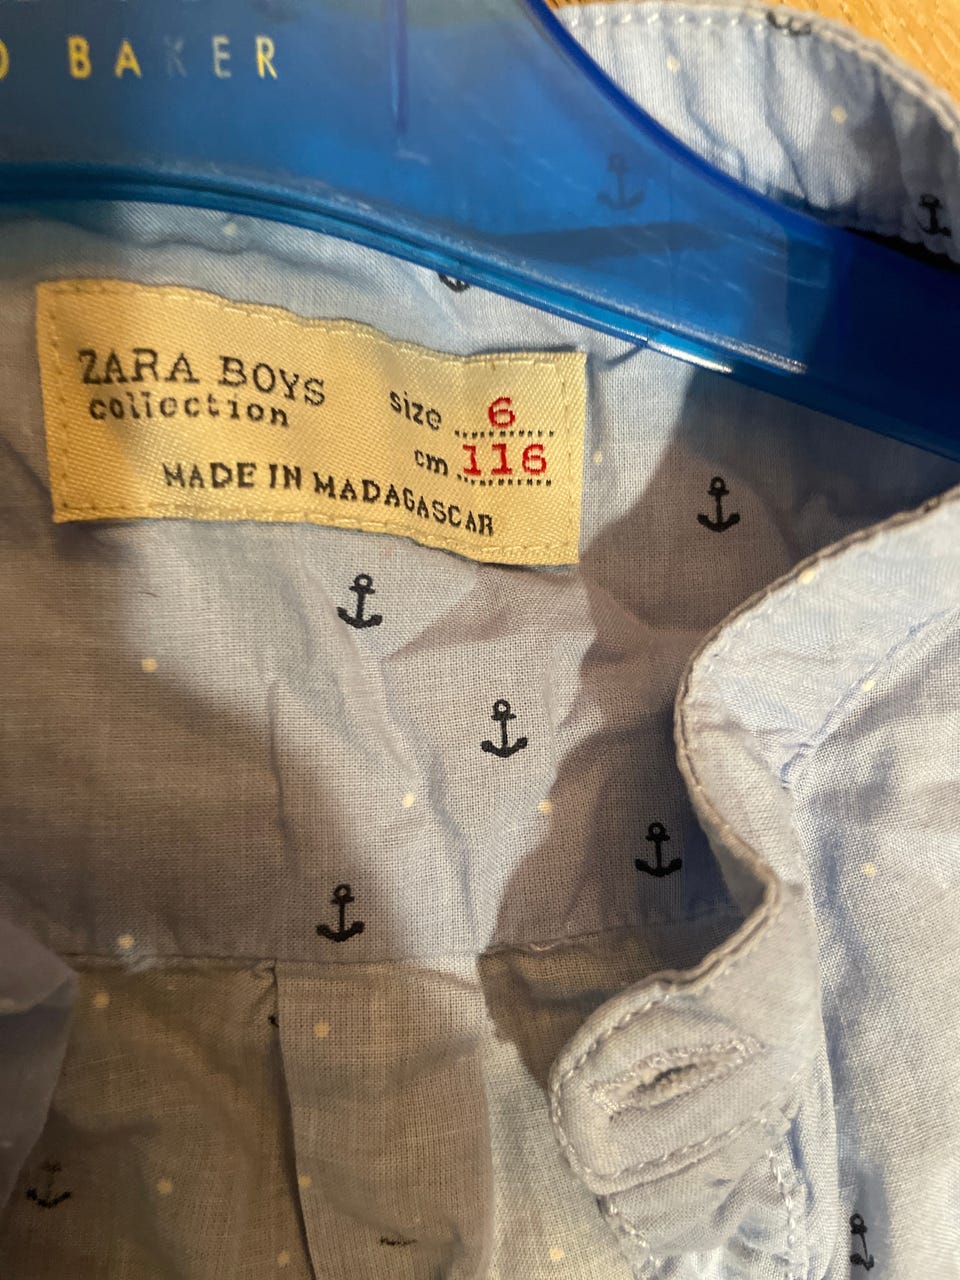 BAKER
ZARA BOYS
collection
size 6
cm 116
MADE IN MADAGASCAR